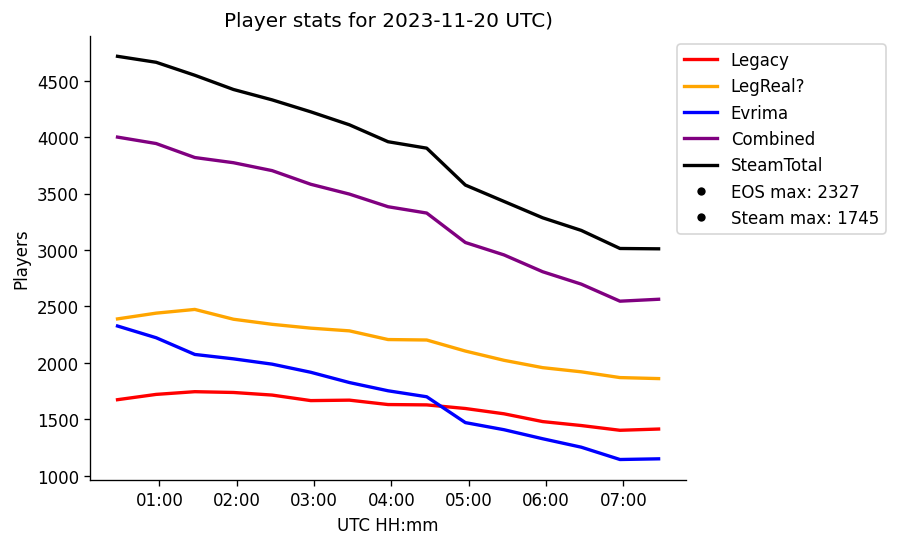 Player stats for 2023-11-20 UTC)
Legacy
LegReal?
Evrima
Combined
SteamTotal
EOS max: 2327
Steam max: 1745
Players
4500
4000
3500
3000
2500
2000
1500
1000
01:00 02:00 03:00 04:00 05:00 06:00 07:00
UTC HH:mm